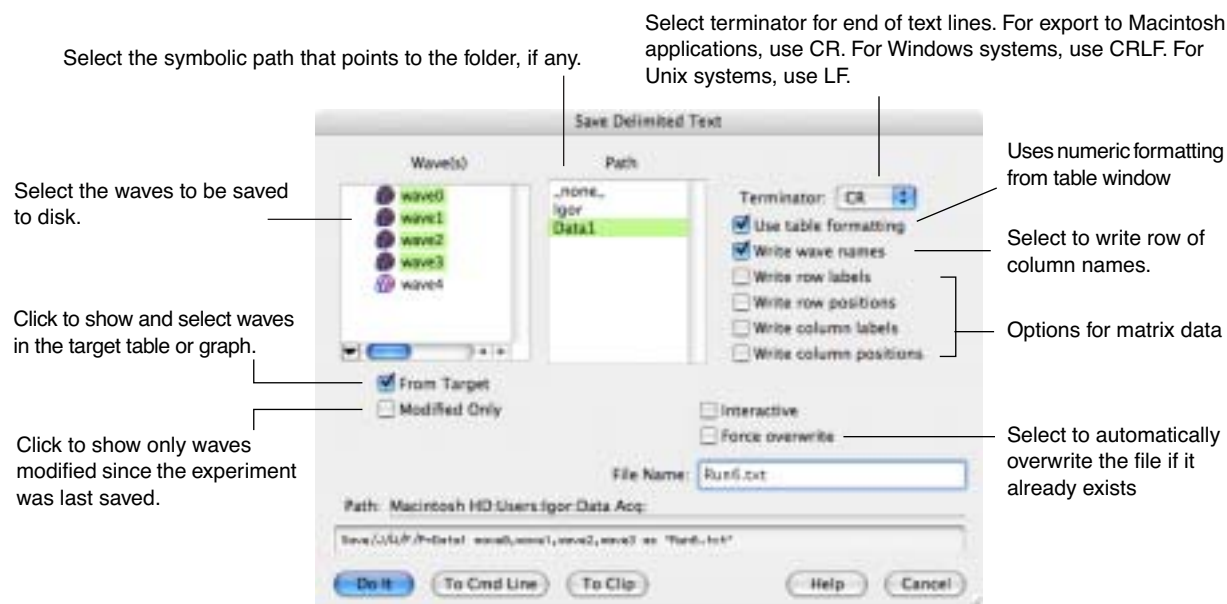 Select terminator for end of text lines. For export to Macintosh
applications, use CR. For Windows systems, use CRLF. For
Unix systems, use LF.
Select the symbolic path that points to the folder, if any.
Save Delimited Text
Wave(s)
Path
Select the waves to be saved
to disk.
wave0
wave1
wave2
wave3
wave4
_none_
Igor
Data1
Terminator: CR
Use table formatting
Write wave names
Write row labels
Write row positions
Write column labels
Write column positions
Uses numeric formatting
from table window
Select to write row of
column names.
Options for matrix data
Click to show and select waves
in the target table or graph.
From Target
Modified Only
Interactive
Force overwrite
Click to show only waves
modified since the experiment
was last saved.
Select to automatically
overwrite the file if it
already exists
File Name: Run6.txt
Path: Macintosh HD:Users:Igor:Data Acq:
wave0,wave1,wave2,wave3 as "Run6.txt"
Do It
To Cmd Line
To Clip
Help
Cancel